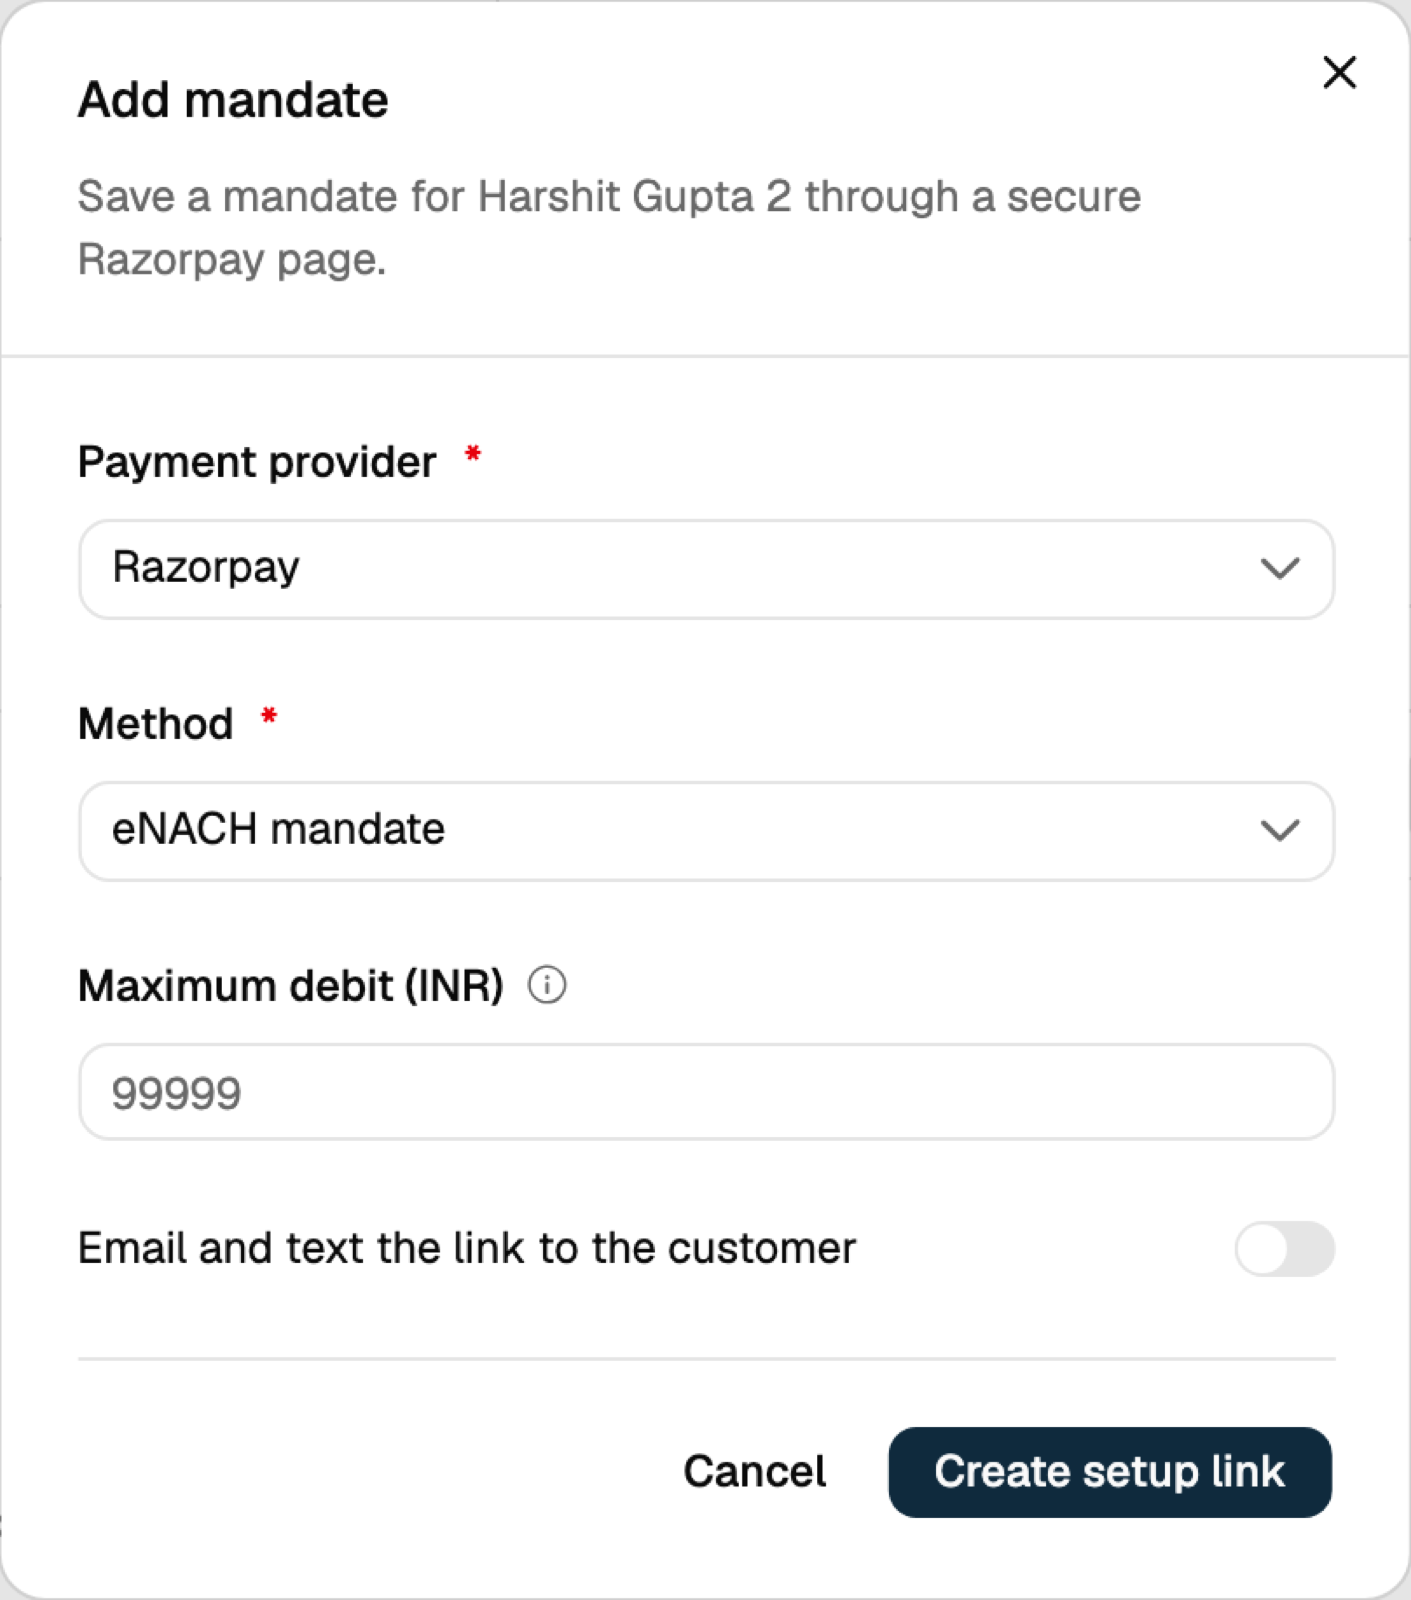 Add mandate
Save a mandate for Harshit Gupta 2 through a secure
Razorpay page.
Payment provider *
Razorpay
Method *
eNACH mandate
Maximum debit (INR)
99999
Email and text the link to the customer
Cancel
Create setup link